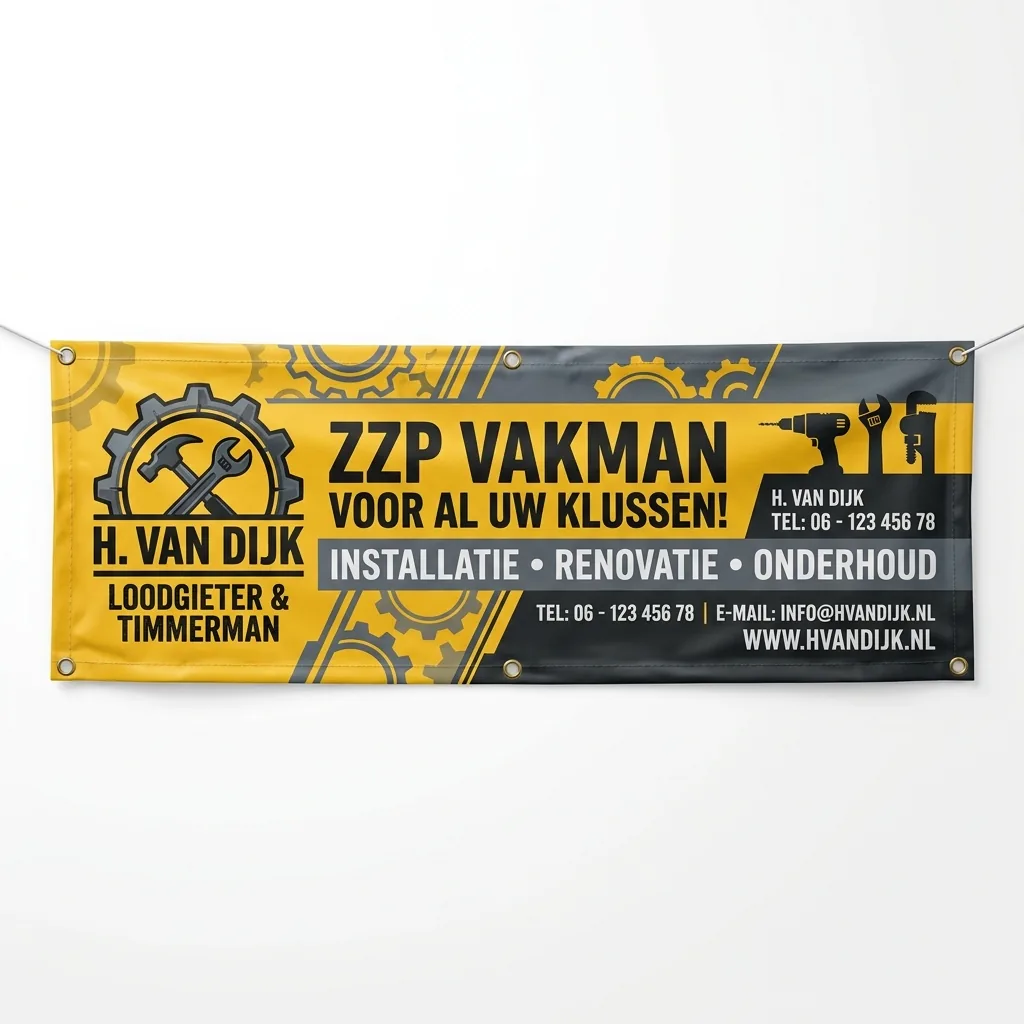 H. VAN DIJK
LOODGIETER &
TIMMERMAN
ZZP VAKMAN
VOOR AL UW KLUSSEN!
H. VAN DIJK
TEL: 06 - 123 456 78
INSTALLATIE • RENOVATIE • ONDERHOUD
TEL: 06 - 123 456 78 | E-MAIL: INFO@HVANDIJK.NL
WWW.HVANDIJK.NL